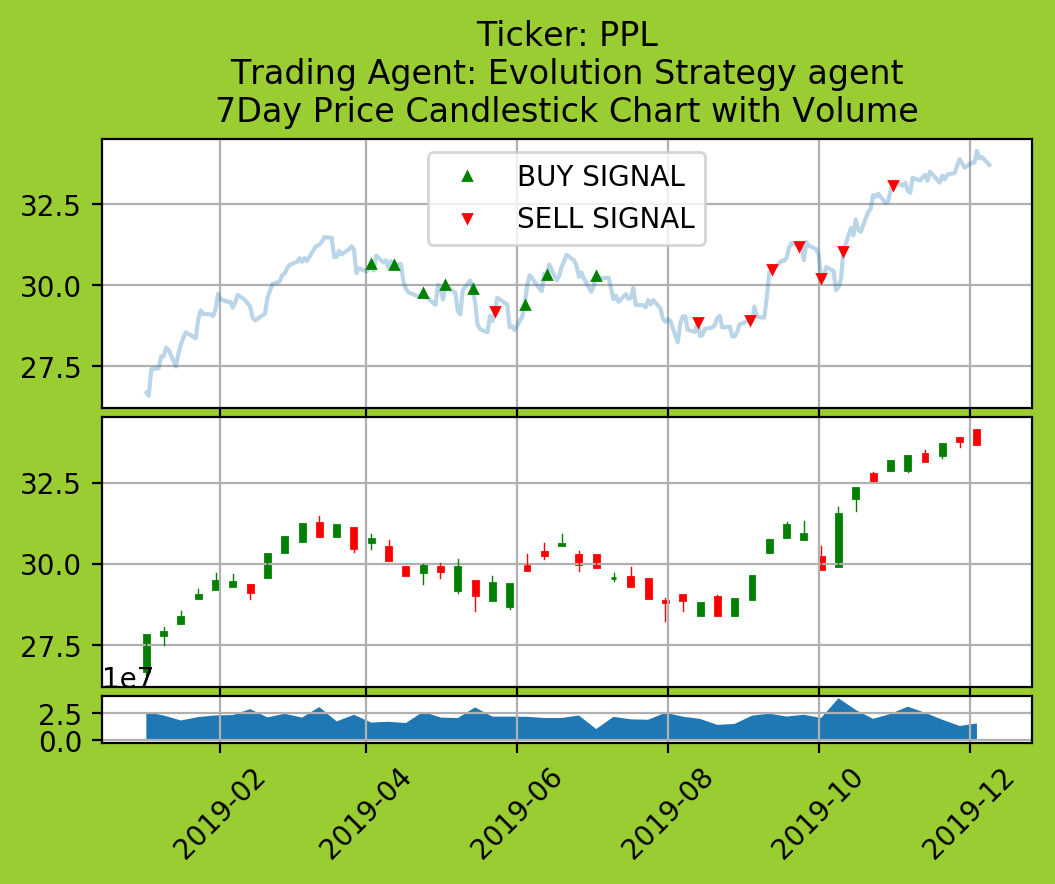 Ticker: PPL
Trading Agent: Evolution Strategy agent
7Day Price Candlestick Chart with Volume
BUY SIGNAL
SELL SIGNAL
32.5
30.0
27.5
32.5
30.0
27.5
1e7
2.5
0.0
2019-02
2019-04
2019-06
2019-08
2019-10
2019-12